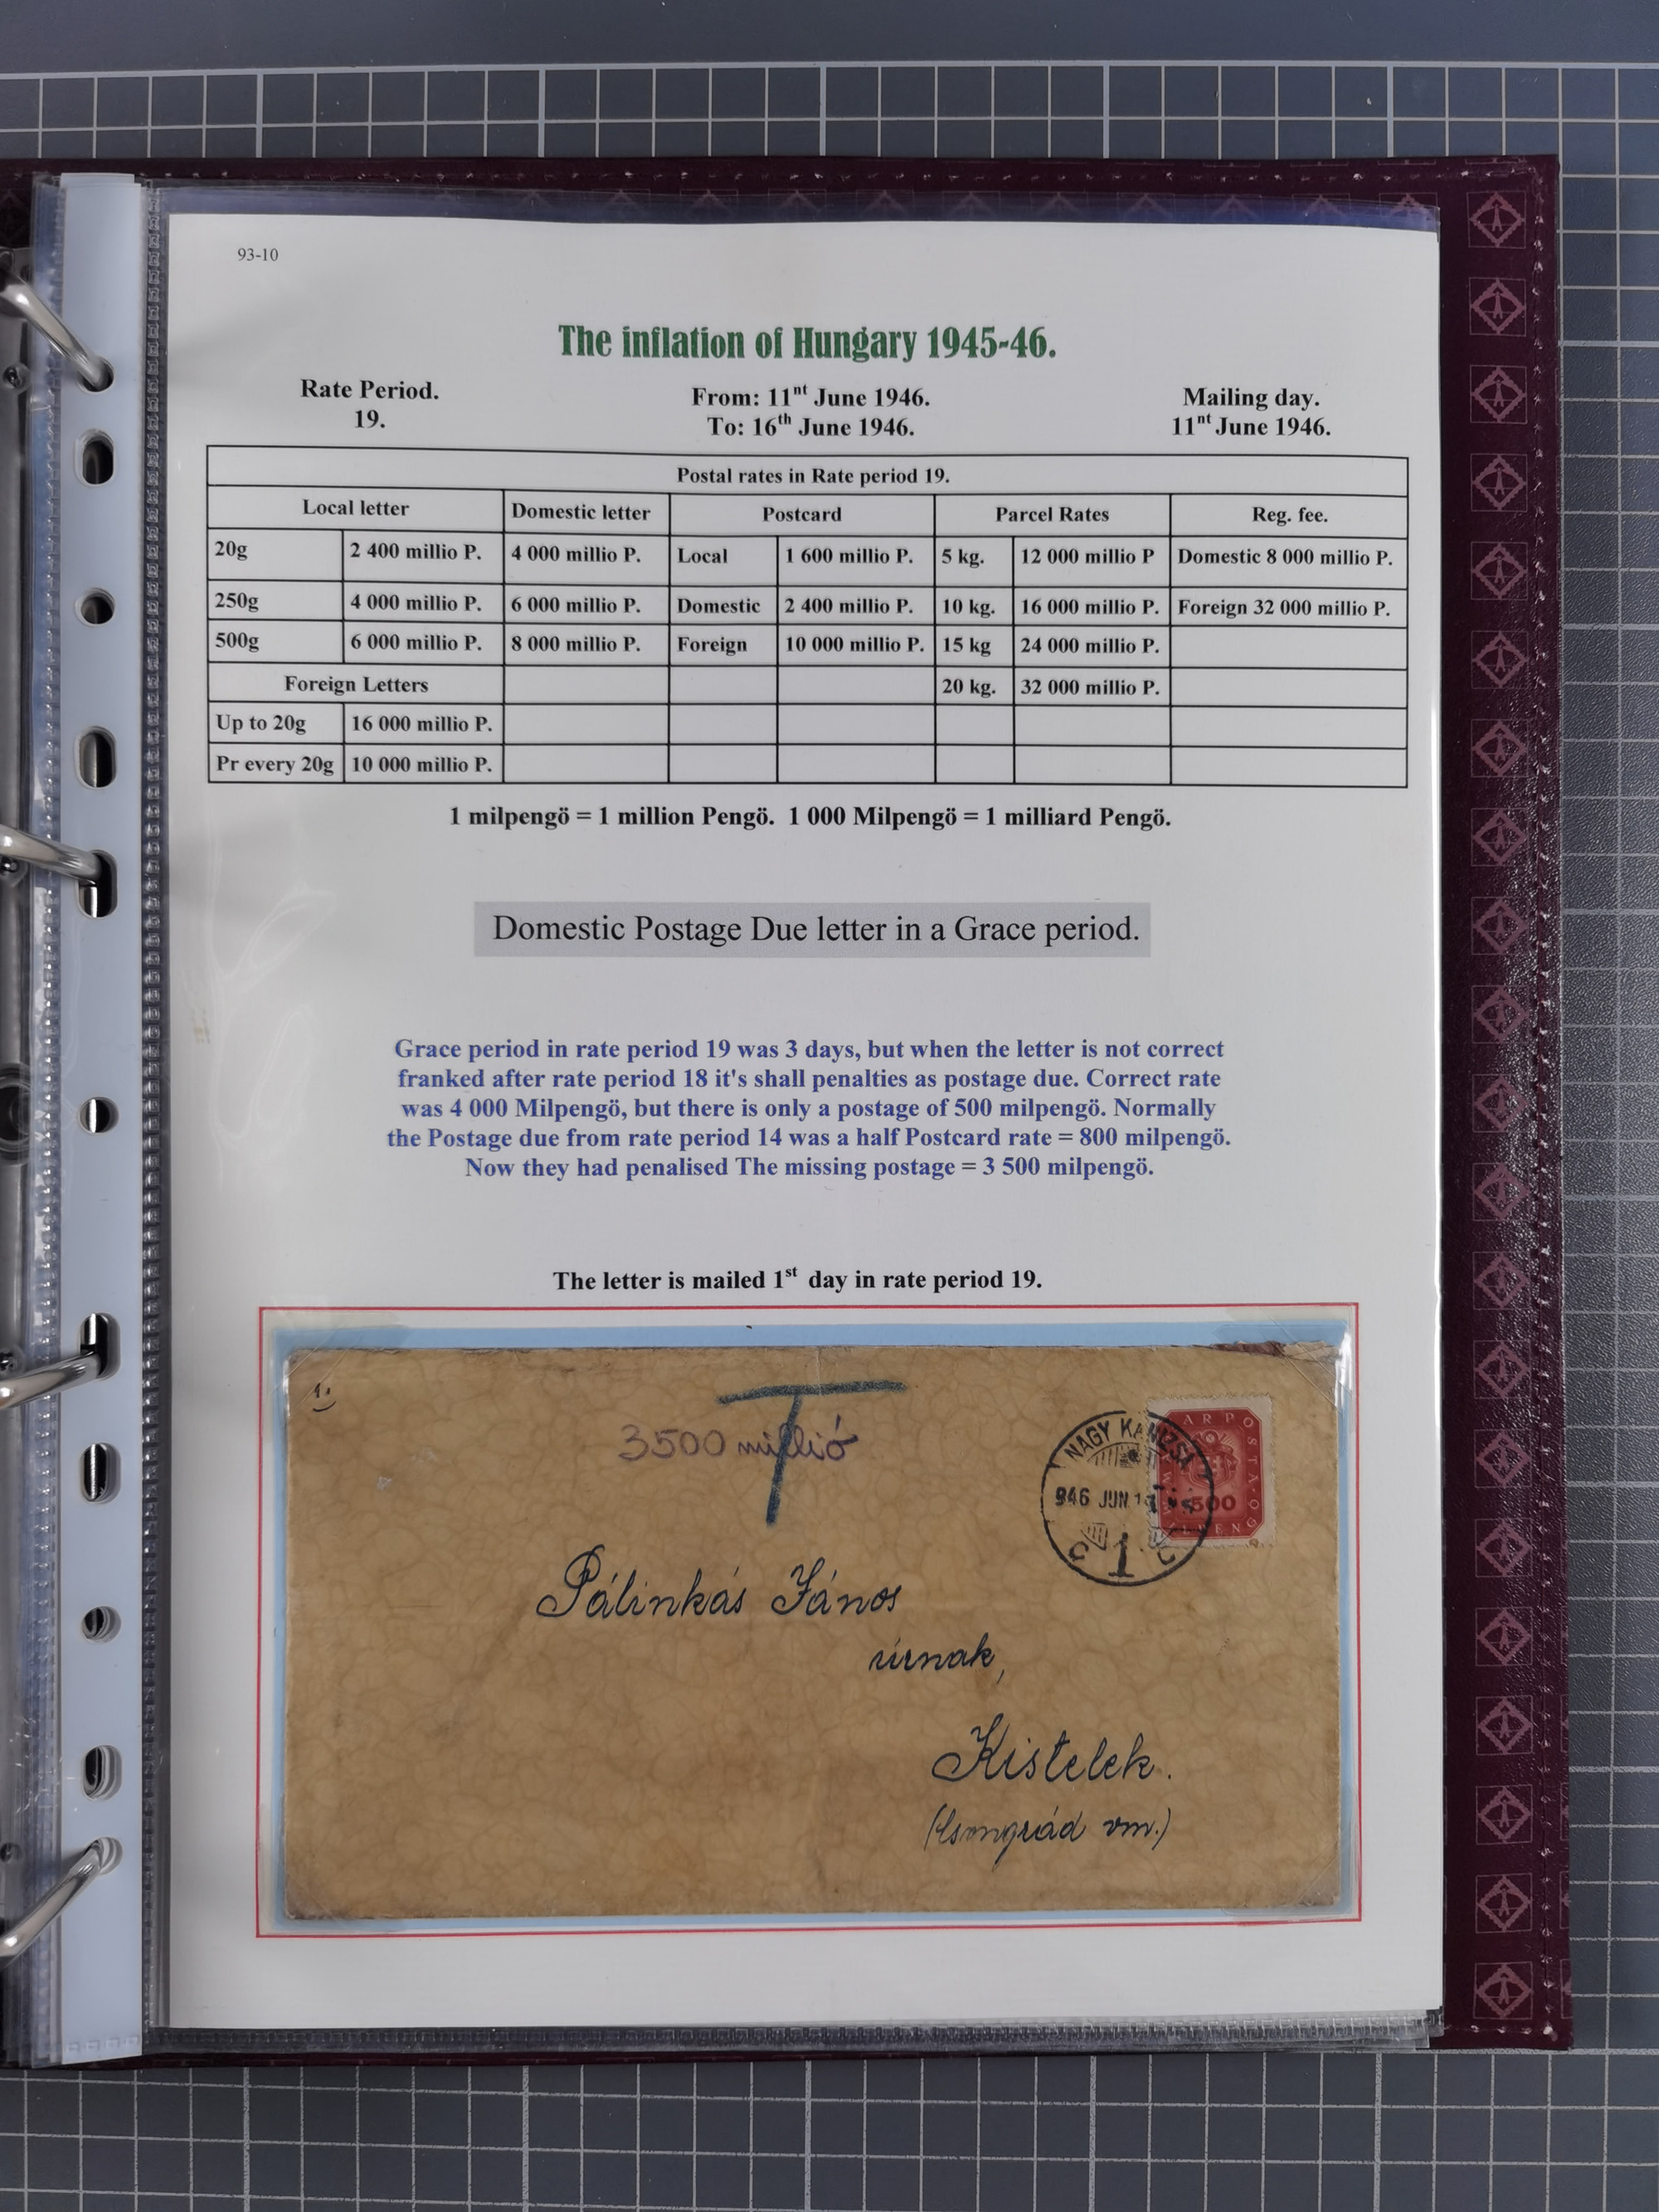 93-10
The inflation of Hungary 1945-46.
Rate Period.
19.
From: 11nt June 1946.
To: 16th June 1946.
Mailing day.
11nt June 1946.
Postal rates in Rate period 19.
Local letter Domestic letter Postcard Parcel Rates Reg. fee.
20g 2 400 millio P. 4 000 millio P. Local 1 600 millio P. 5 kg. 12 000 millio P Domestic 8 000 millio P.
250g 4 000 millio P. 6 000 millio P. Domestic 2 400 millio P. 10 kg. 16 000 millio P. Foreign 32 000 millio P.
500g 6 000 millio P. 8 000 millio P. Foreign 10 000 millio P. 15 kg 24 000 millio P.
Foreign Letters 20 kg. 32 000 millio P.
Up to 20g 16 000 millio P.
Pr every 20g 10 000 millio P.
1 milpengö = 1 million Pengö. 1 000 Milpengö = 1 milliard Pengö.
Domestic Postage Due letter in a Grace period.
Grace period in rate period 19 was 3 days, but when the letter is not correct
franked after rate period 18 it's shall penalties as postage due. Correct rate
was 4 000 Milpengö, but there is only a postage of 500 milpengö. Normally
the Postage due from rate period 14 was a half Postcard rate = 800 milpengö.
Now they had penalised The missing postage = 3 500 milpengö.
The letter is mailed 1st day in rate period 19.
1.
T
3500 millió
NAGY KANIZSA
946 JUN. 
C 1 C
ARPOSTA
500
Pálinkás János
úrnak,
Kistelek.
(Csongrád vm.)